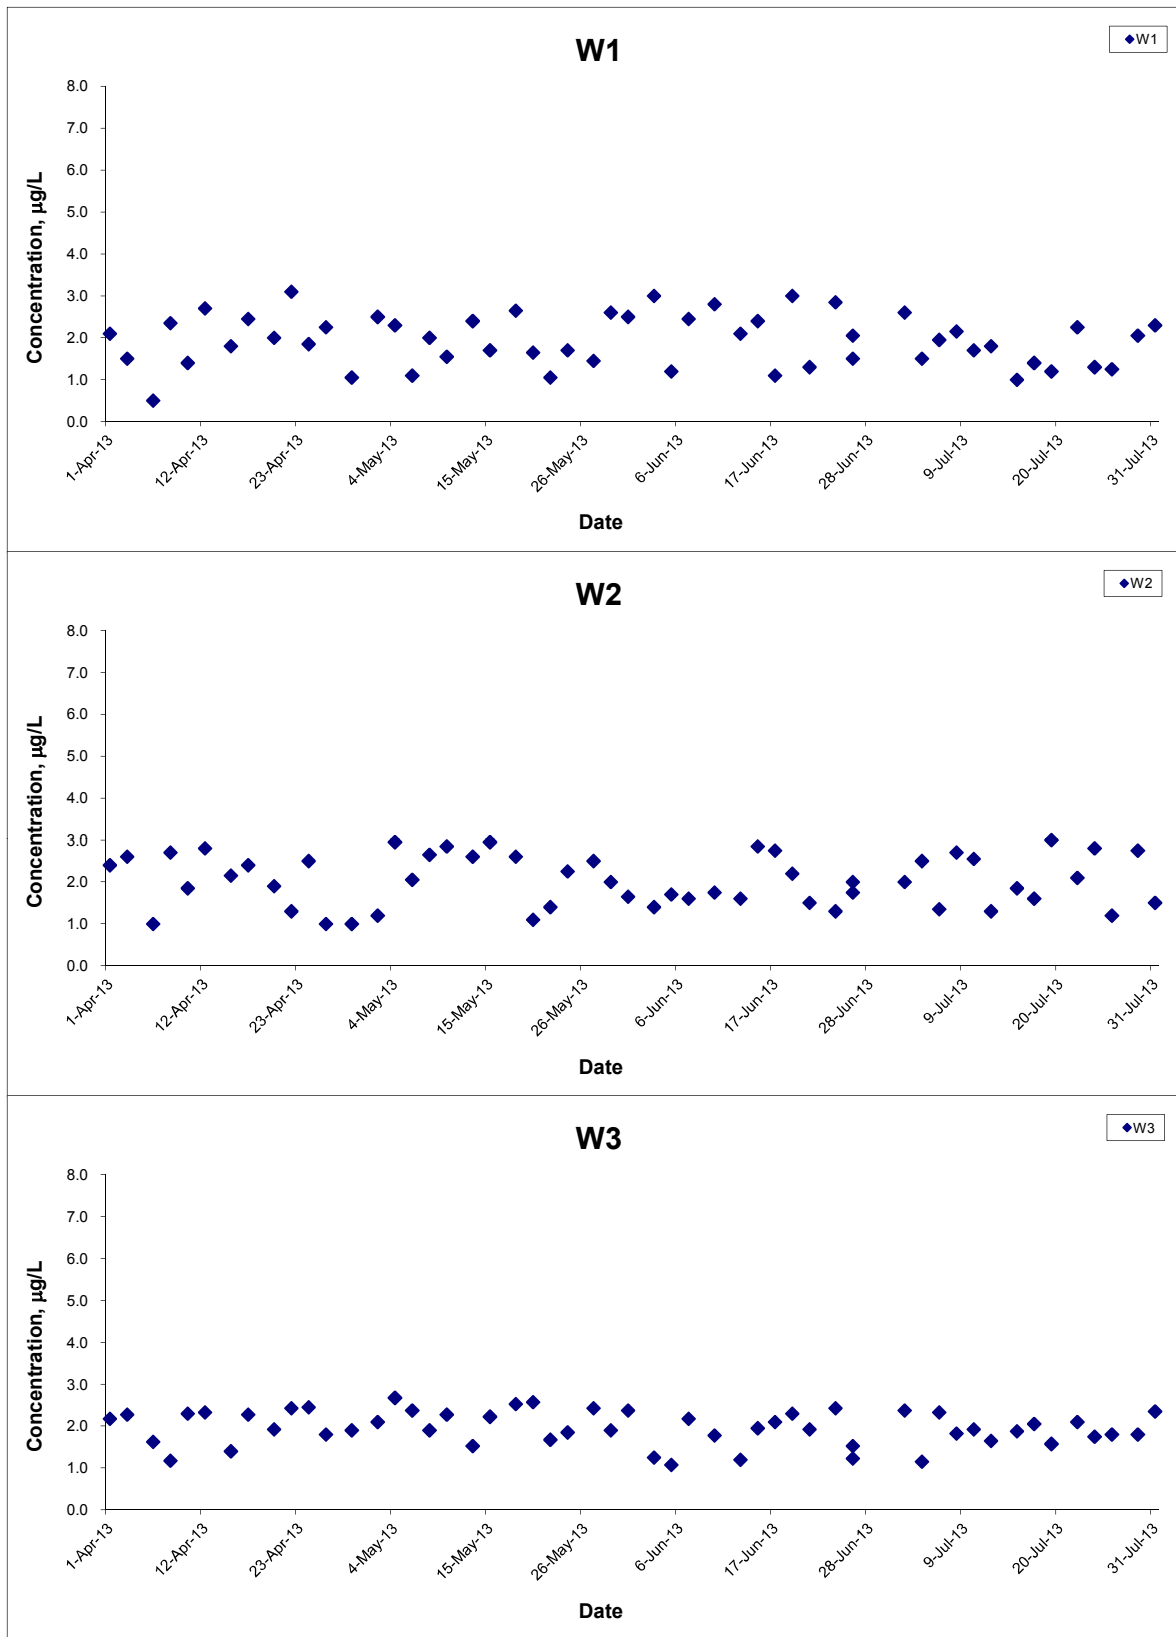 W1
W1
8.0
7.0
6.0
5.0
4.0
3.0
2.0
1.0
0.0
Concentration, µg/L
1-Apr-13
12-Apr-13
23-Apr-13
4-May-13
15-May-13
26-May-13
6-Jun-13
17-Jun-13
28-Jun-13
9-Jul-13
20-Jul-13
31-Jul-13
Date
W2
W2
8.0
7.0
6.0
5.0
4.0
3.0
2.0
1.0
0.0
Concentration, µg/L
1-Apr-13
12-Apr-13
23-Apr-13
4-May-13
15-May-13
26-May-13
6-Jun-13
17-Jun-13
28-Jun-13
9-Jul-13
20-Jul-13
31-Jul-13
Date
W3
W3
8.0
7.0
6.0
5.0
4.0
3.0
2.0
1.0
0.0
Concentration, µg/L
1-Apr-13
12-Apr-13
23-Apr-13
4-May-13
15-May-13
26-May-13
6-Jun-13
17-Jun-13
28-Jun-13
9-Jul-13
20-Jul-13
31-Jul-13
Date